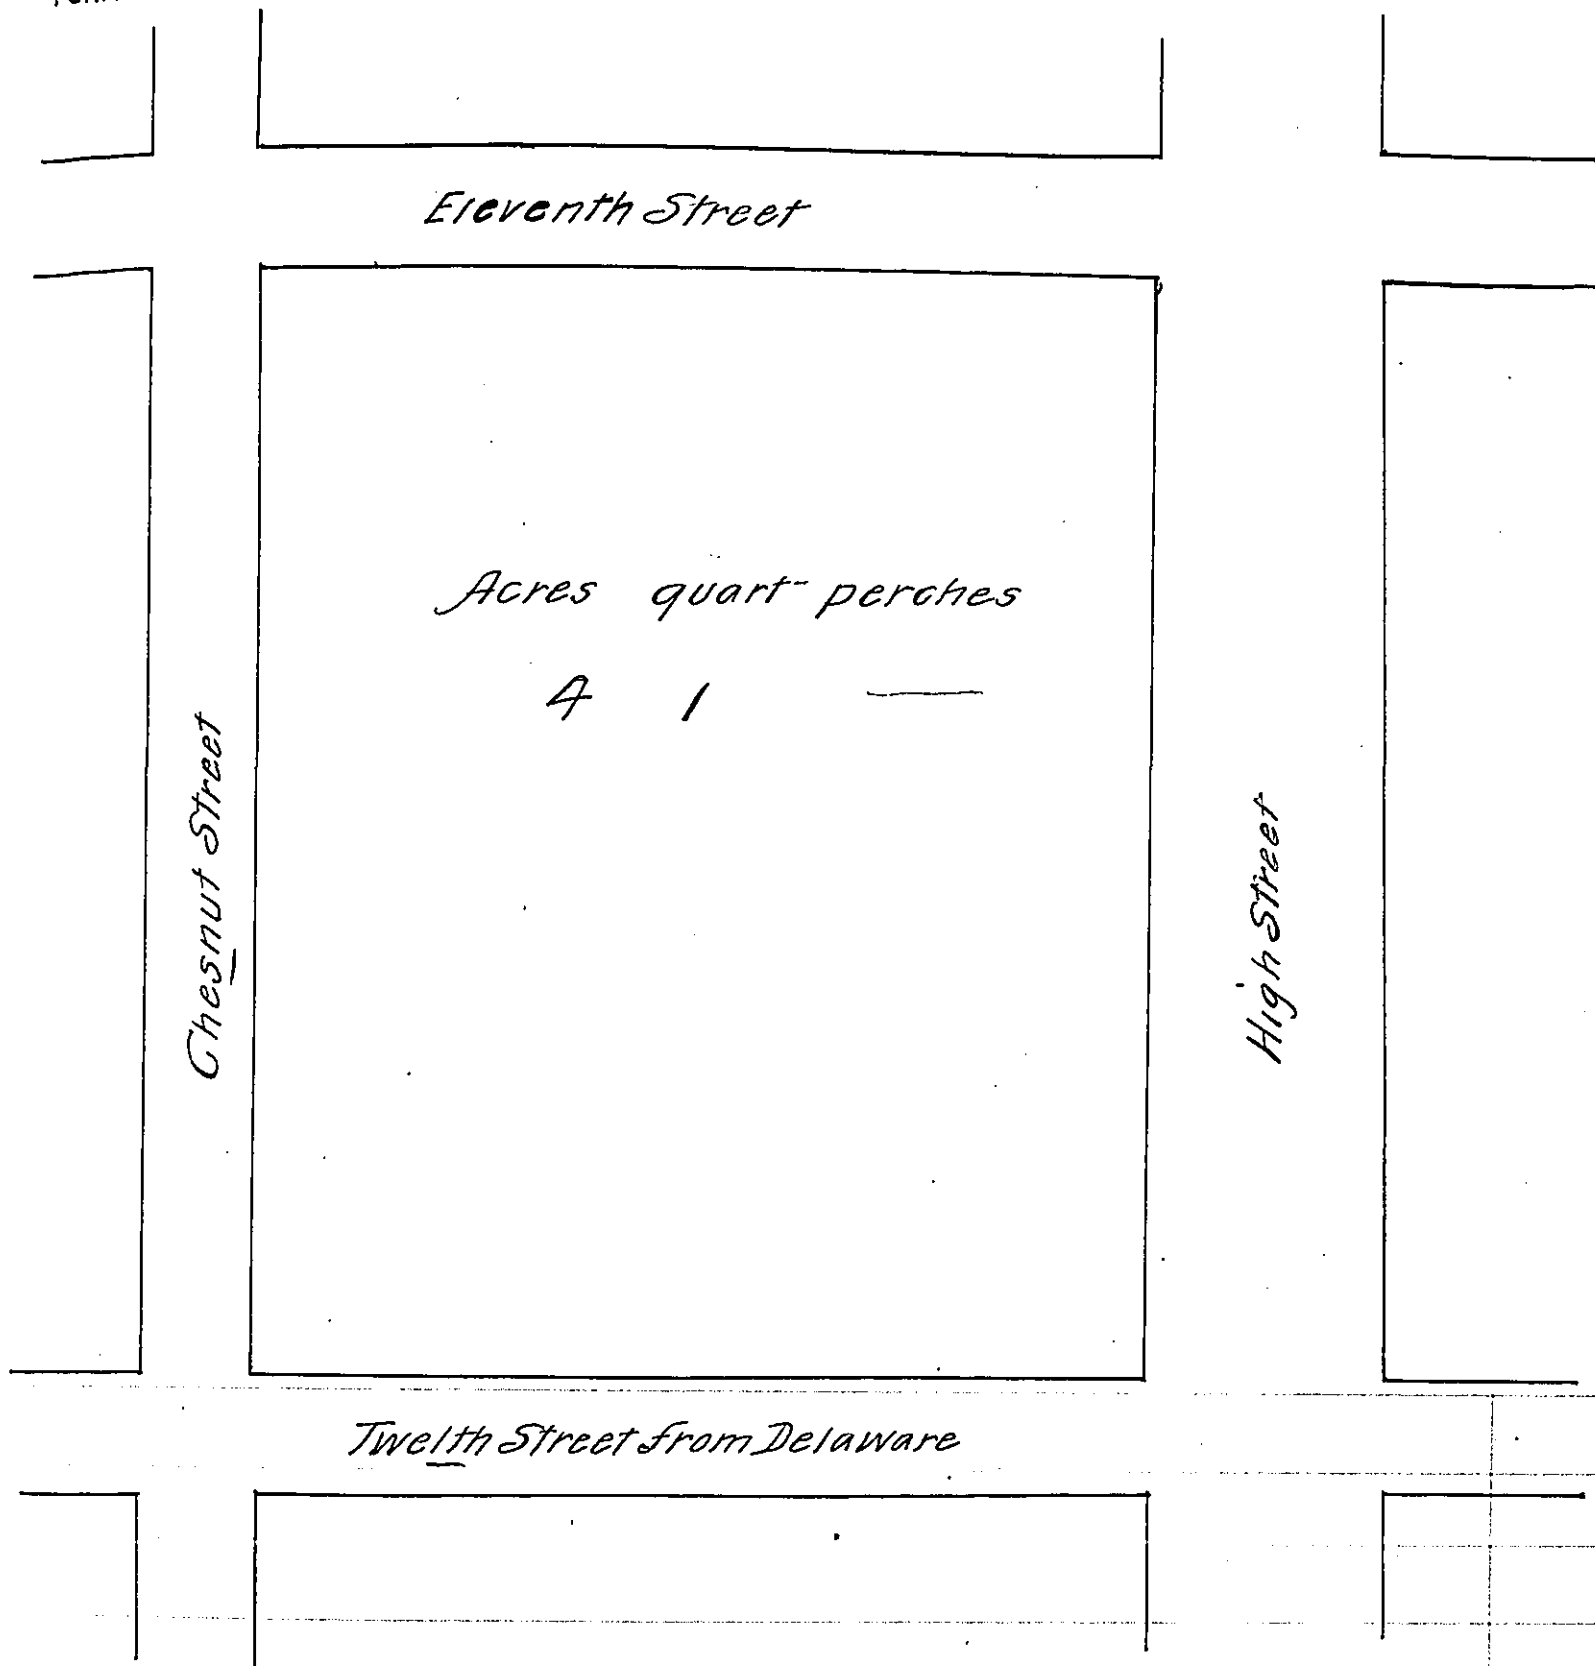 Eleventh Street
Acres quart- perches
4 1 —
Chesnut Street
High Street
Twelth Street from Delaware